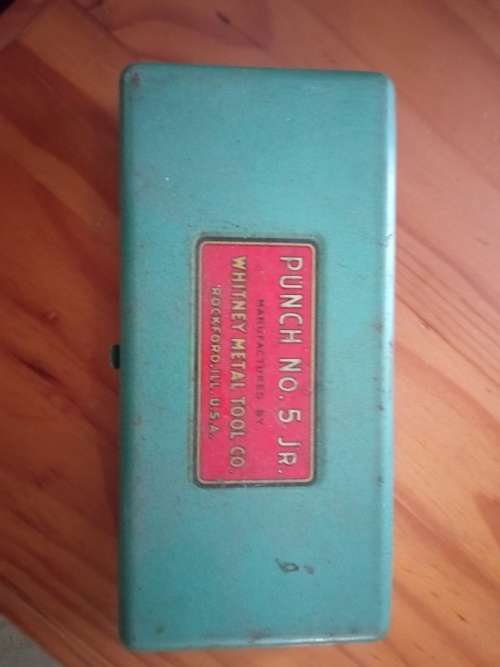 PUNCH NO. 5 JR.
MANUFACTURED BY
WHITNEY METAL TOOL CO.
ROCKFORD, ILL. U.S.A.